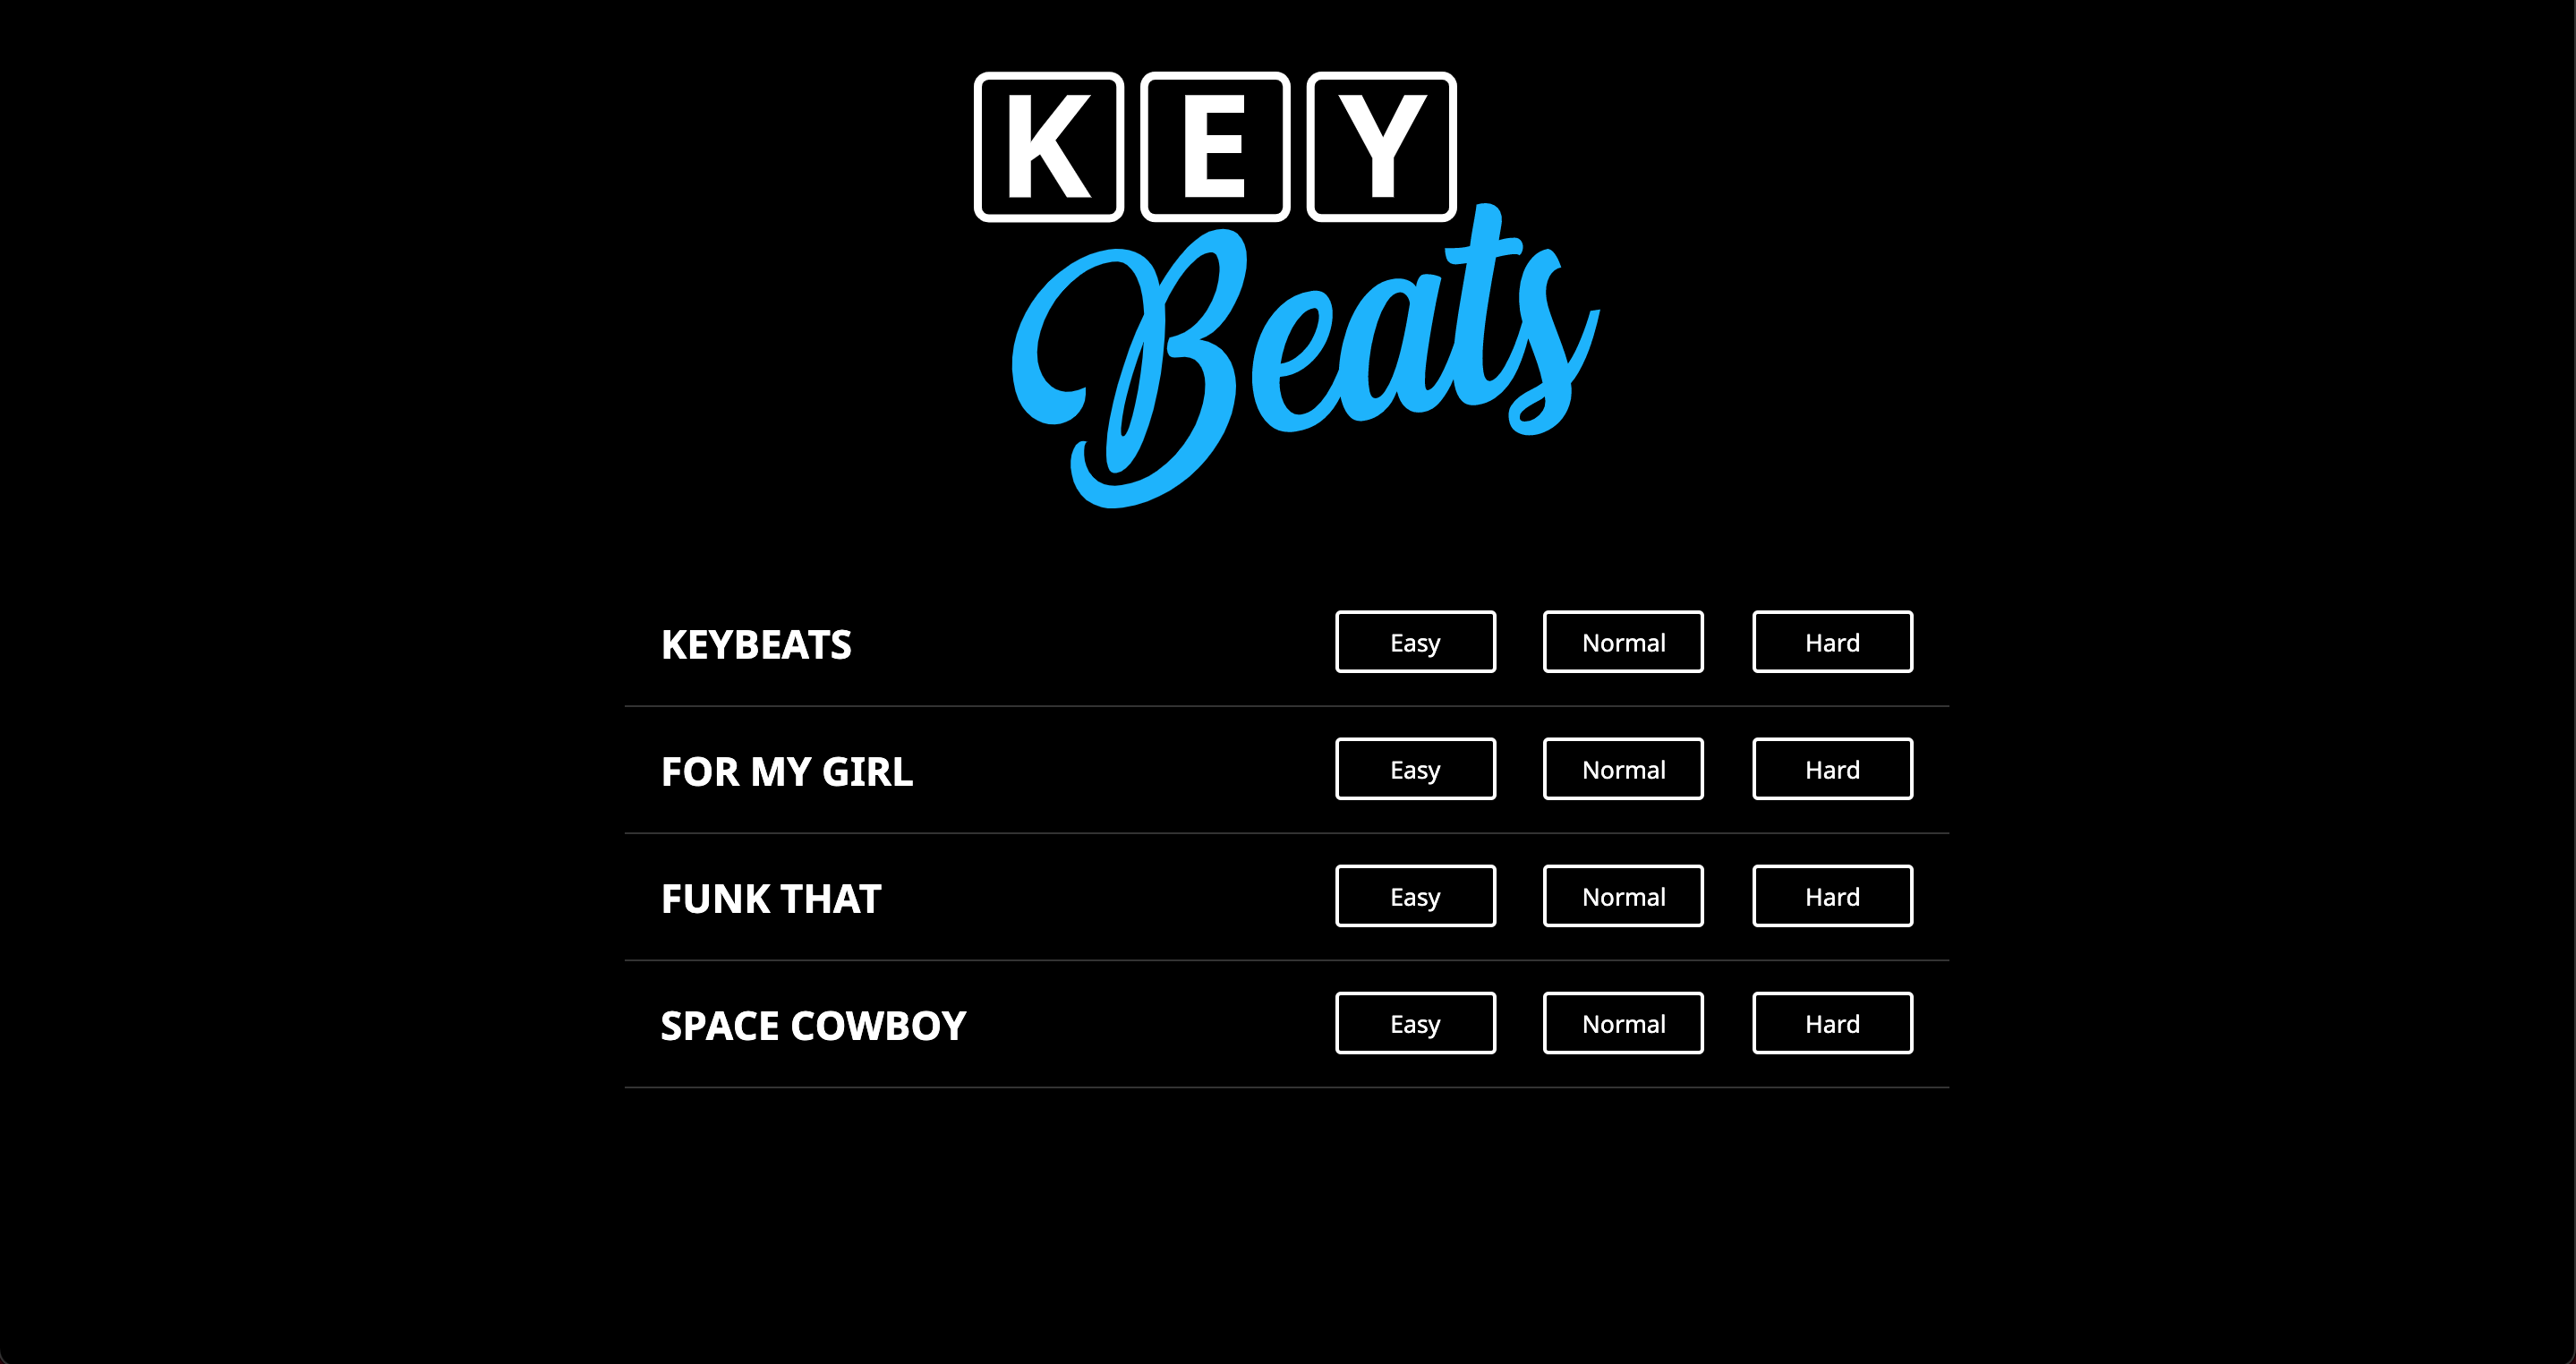 KEY
Beats
KEYBEATS Easy Normal Hard
FOR MY GIRL Easy Normal Hard
FUNK THAT Easy Normal Hard
SPACE COWBOY Easy Normal Hard